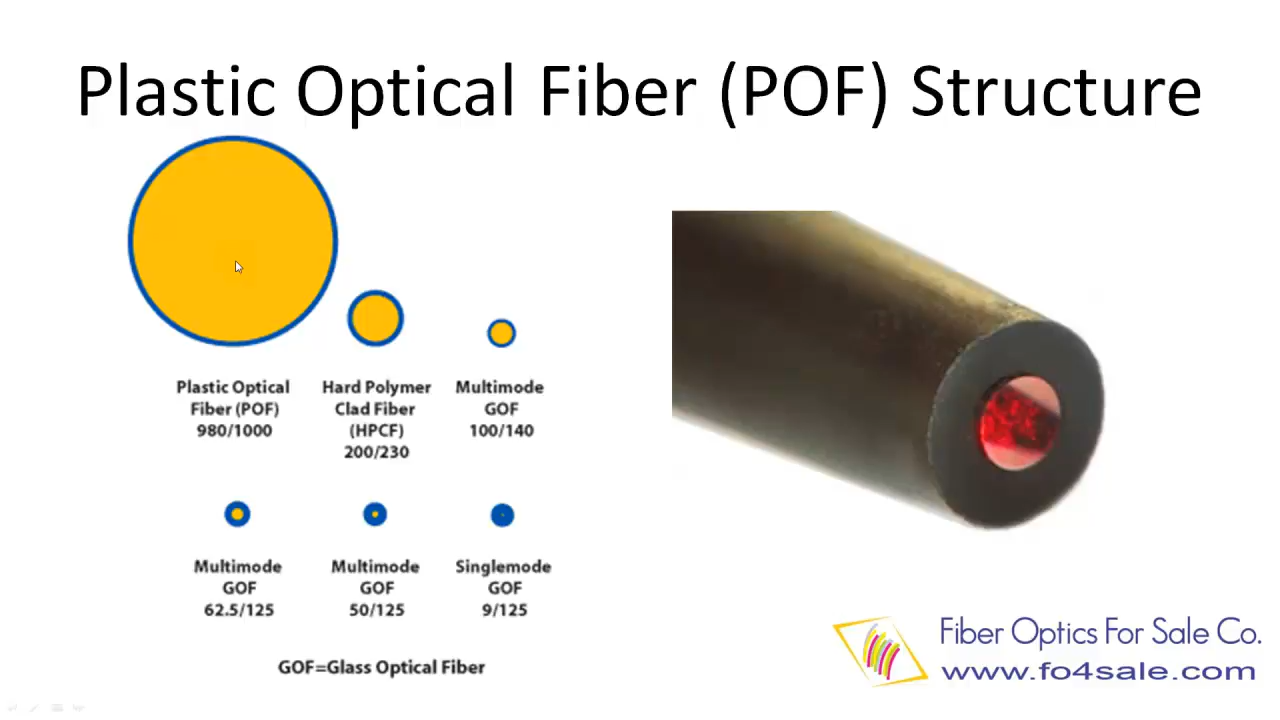 Plastic Optical Fiber (POF) Structure
Plastic Optical
Fiber (POF)
980/1000
Hard Polymer
Clad Fiber
(HPCF)
200/230
Multimode
GOF
100/140
Multimode
GOF
62.5/125
Multimode
GOF
50/125
Singlemode
GOF
9/125
GOF=Glass Optical Fiber
Fiber Optics For Sale Co.
www.fo4sale.com